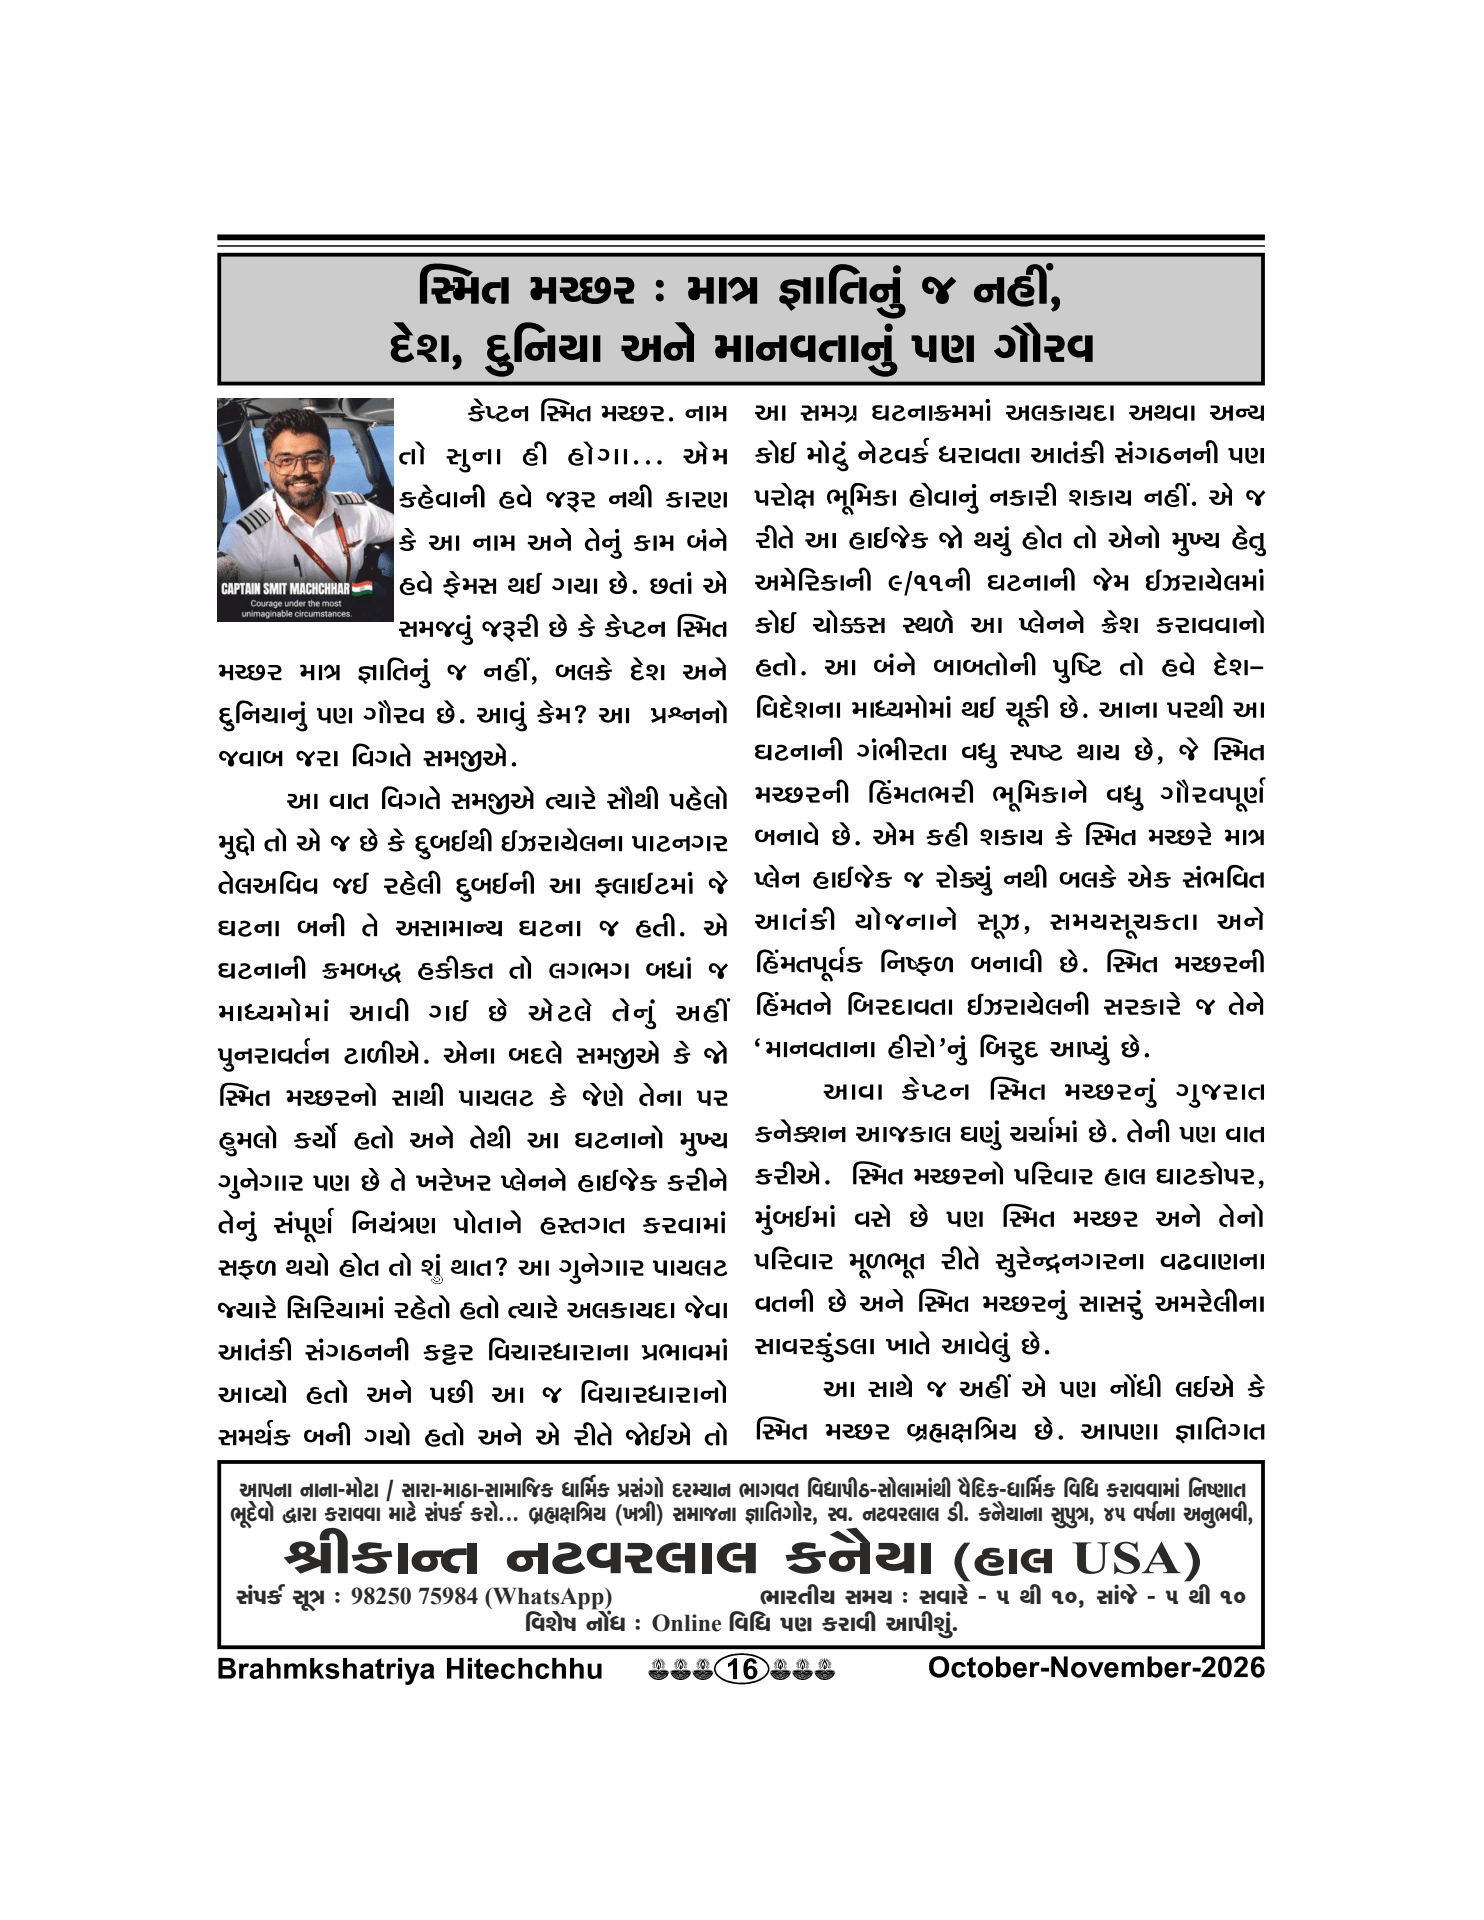 સ્મિત મચ્છર : માત્ર જ્ઞાતિનું જ નહીં,
દેશ, દુનિયા અને માનવતાનું પણ ગૌરવ
CAPTAIN SMIT MACHCHHAR
Courage under the most
unimaginable circumstances.
કેપ્ટન સ્મિત મચ્છર. નામ
તો સુના હી હોગા... એમ
કહેવાની હવે જરૂર નથી કારણ
કે આ નામ અને તેનું કામ બંને
હવે ફેમસ થઈ ગયા છે. છતાં એ
સમજવું જરૂરી છે કે કેપ્ટન સ્મિત
મચ્છર માત્ર જ્ઞાતિનું જ નહીં, બલકે દેશ અને
દુનિયાનું પણ ગૌરવ છે. આવું કેમ? આ પ્રશ્નનો
જવાબ જરા વિગતે સમજીએ.
આ વાત વિગતે સમજીએ ત્યારે સૌથી પહેલો
મુદ્દો તો એ જ છે કે દુબઈથી ઈઝરાયેલના પાટનગર
તેલઅવિવ જઈ રહેલી દુબઈની આ ફ્લાઈટમાં જે
ઘટના બની તે અસામાન્ય ઘટના જ હતી. એ
ઘટનાની ક્રમબદ્ધ હકીકત તો લગભગ બધાં જ
માધ્યમોમાં આવી ગઈ છે એટલે તેનું અહીં
પુનરાવર્તન ટાળીએ. એના બદલે સમજીએ કે જો
સ્મિત મચ્છરનો સાથી પાયલટ કે જેણે તેના પર
હુમલો કર્યો હતો અને તેથી આ ઘટનાનો મુખ્ય
ગુનેગાર પણ છે તે ખરેખર પ્લેનને હાઈજેક કરીને
તેનું સંપૂર્ણ નિયંત્રણ પોતાને હસ્તગત કરવામાં
સફળ થયો હોત તો શું થાત? આ ગુનેગાર પાયલટ
જ્યારે સિરિયામાં રહેતો હતો ત્યારે અલકાયદા જેવા
આતંકી સંગઠનની કટ્ટર વિચારધારાના પ્રભાવમાં
આવ્યો હતો અને પછી આ જ વિચારધારાનો
સમર્થક બની ગયો હતો અને એ રીતે જોઈએ તો
આ સમગ્ર ઘટનાક્રમમાં અલકાયદા અથવા અન્ય
કોઈ મોટું નેટવર્ક ધરાવતા આતંકી સંગઠનની પણ
પરોક્ષ ભૂમિકા હોવાનું નકારી શકાય નહીં. એ જ
રીતે આ હાઈજેક જો થયું હોત તો એનો મુખ્ય હેતુ
અમેરિકાની ૯/૧૧ની ઘટનાની જેમ ઈઝરાયેલમાં
કોઈ ચોક્કસ સ્થળે આ પ્લેનને ક્રેશ કરાવવાનો
હતો. આ બંને બાબતોની પુષ્ટિ તો હવે દેશ-
વિદેશના માધ્યમોમાં થઈ ચૂકી છે. આના પરથી આ
ઘટનાની ગંભીરતા વધુ સ્પષ્ટ થાય છે, જે સ્મિત
મચ્છરની હિંમતભરી ભૂમિકાને વધુ ગૌરવપૂર્ણ
બનાવે છે. એમ કહી શકાય કે સ્મિત મચ્છરે માત્ર
પ્લેન હાઈજેક જ રોક્યું નથી બલકે એક સંભવિત
આતંકી યોજનાને સૂઝ, સમયસૂચકતા અને
હિંમતપૂર્વક નિષ્ફળ બનાવી છે. સ્મિત મચ્છરની
હિંમતને બિરદાવતા ઈઝરાયેલની સરકારે જ તેને
‘માનવતાના હીરો’નું બિરુદ આપ્યું છે.
આવા કેપ્ટન સ્મિત મચ્છરનું ગુજરાત
કનેક્શન આજકાલ ઘણું ચર્ચામાં છે. તેની પણ વાત
કરીએ. સ્મિત મચ્છરનો પરિવાર હાલ ઘાટકોપર,
મુંબઈમાં વસે છે પણ સ્મિત મચ્છર અને તેનો
પરિવાર મૂળભૂત રીતે સુરેન્દ્રનગરના વઢવાણના
વતની છે અને સ્મિત મચ્છરનું સાસરું અમરેલીના
સાવરકુંડલા ખાતે આવેલું છે.
આ સાથે જ અહીં એ પણ નોંધી લઈએ કે
સ્મિત મચ્છર બ્રહ્મક્ષત્રિય છે. આપણા જ્ઞાતિગત
આપના નાના-મોટા / સારા-માઠા-સામાજિક ધાર્મિક પ્રસંગો દરમ્યાન ભાગવત વિદ્યાપીઠ-સોલામાંથી વૈદિક-ધાર્મિક વિધિ કરાવવામાં નિષ્ણાત
ભૂદેવો દ્વારા કરાવવા માટે સંપર્ક કરો... બ્રહ્મક્ષત્રિય (ખત્રી) સમાજના જ્ઞાતિગોર, સ્વ. નટવરલાલ ડી. કનૈયાના સુપુત્ર, ૪૫ વર્ષના અનુભવી,
શ્રીકાન્ત નટવરલાલ કનૈયા (હાલ USA)
સંપર્ક સૂત્ર : 98250 75984 (WhatsApp) ભારતીય સમય : સવારે - ૫ થી ૧૦, સાંજે - ૫ થી ૧૦
વિશેષ નોંધ : Online વિધિ પણ કરાવી આપીશું.
Brahmkshatriya Hitechchhu 16 October-November-2026